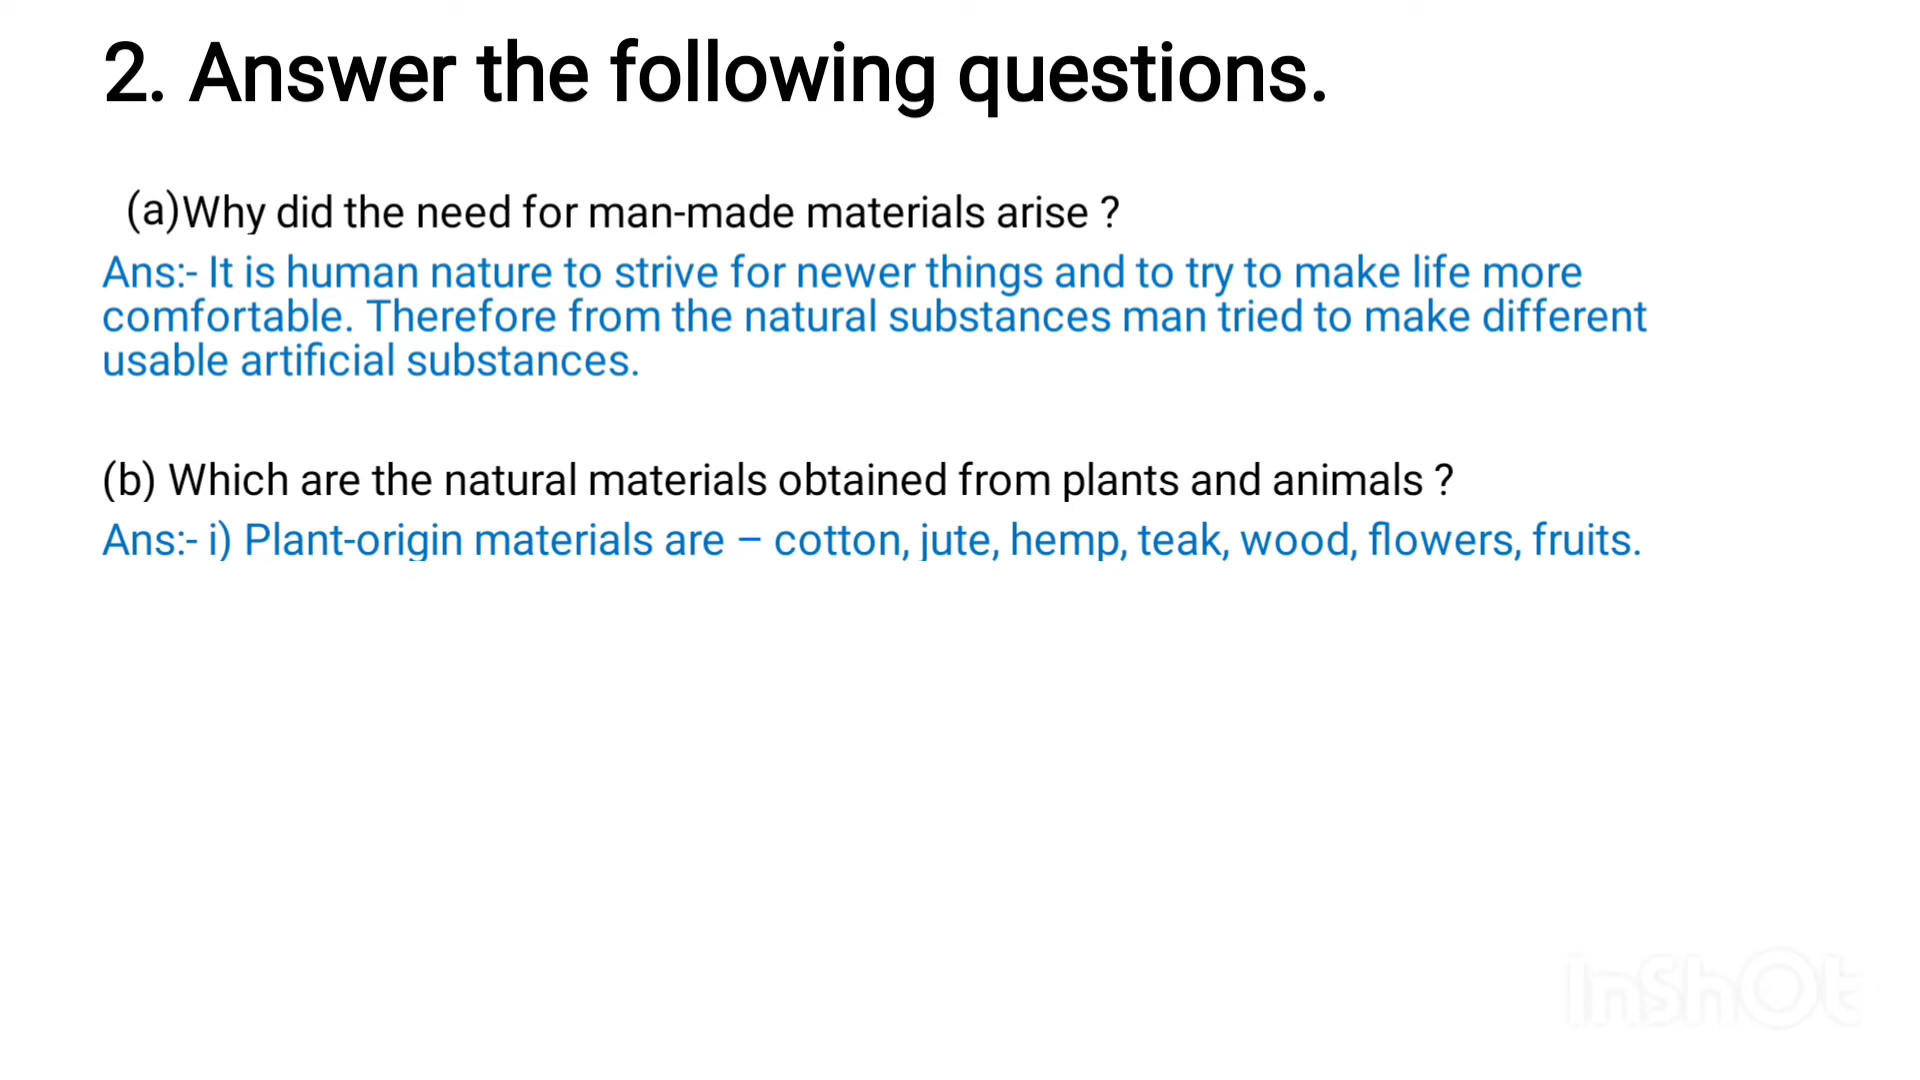 2. Answer the following questions.
(a)Why did the need for man-made materials arise ?
Ans:- It is human nature to strive for newer things and to try to make life more
comfortable. Therefore from the natural substances man tried to make different
usable artificial substances.
(b) Which are the natural materials obtained from plants and animals ?
Ans:- i) Plant-origin materials are – cotton, jute, hemp, teak, wood, flowers, fruits.
InShOt